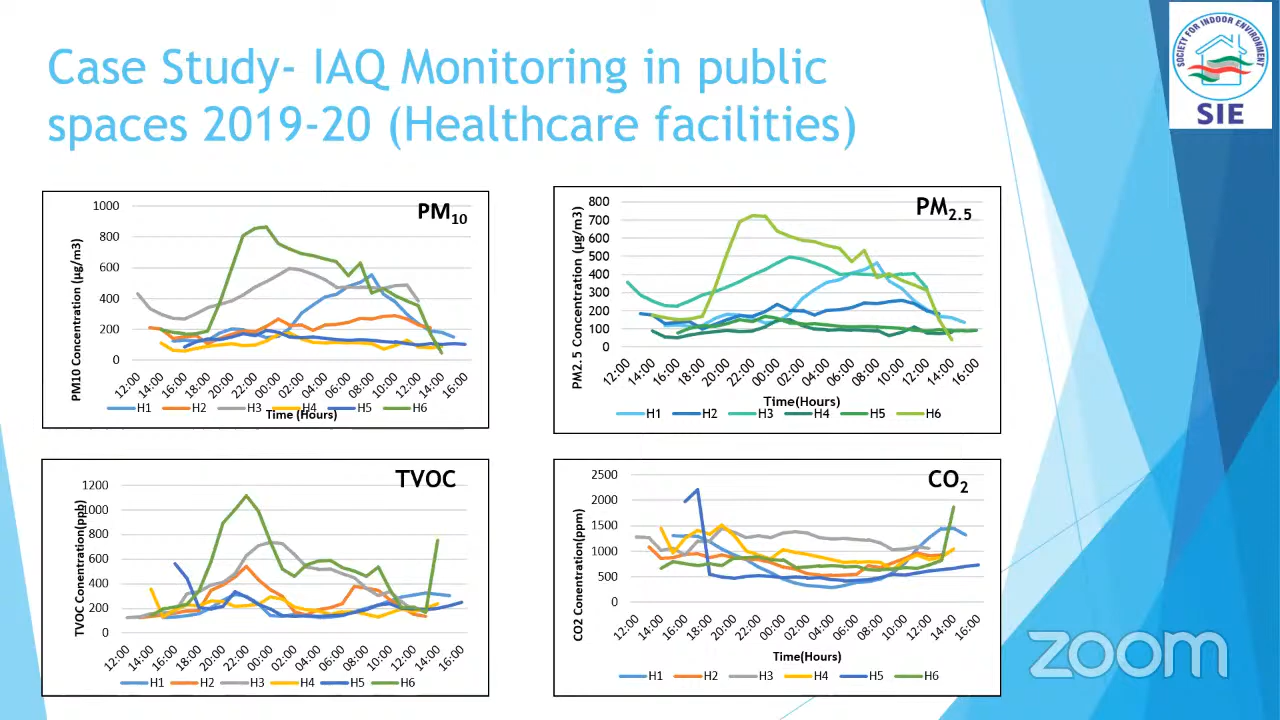 Case Study- IAQ Monitoring in public
spaces 2019-20 (Healthcare facilities)
SOCIETY FOR INDOOR ENVIRONMENT
SIE
PM10
PM10 Concentration (µg/m3)
1000
800
600
400
200
0
12:00 14:00 16:00 18:00 20:00 22:00 00:00 02:00 04:00 06:00 08:00 10:00 12:00 14:00 16:00
H1 H2 H3 H4 H5 H6
Time (Hours)
PM2.5
PM2.5 Concentration (µg/m3)
800
700
600
500
400
300
200
100
0
12:00 14:00 16:00 18:00 20:00 22:00 00:00 02:00 04:00 06:00 08:00 10:00 12:00 14:00 16:00
Time(Hours)
H1 H2 H3 H4 H5 H6
TVOC
TVOC Concentration(ppb)
1200
1000
800
600
400
200
0
12:00 14:00 16:00 18:00 20:00 22:00 00:00 02:00 04:00 06:00 08:00 10:00 12:00 14:00 16:00
H1 H2 H3 H4 H5 H6
CO2
CO2 Conentration(ppm)
2500
2000
1500
1000
500
0
12:00 14:00 16:00 18:00 20:00 22:00 00:00 02:00 04:00 06:00 08:00 10:00 12:00 14:00 16:00
Time(Hours)
H1 H2 H3 H4 H5 H6
zoom